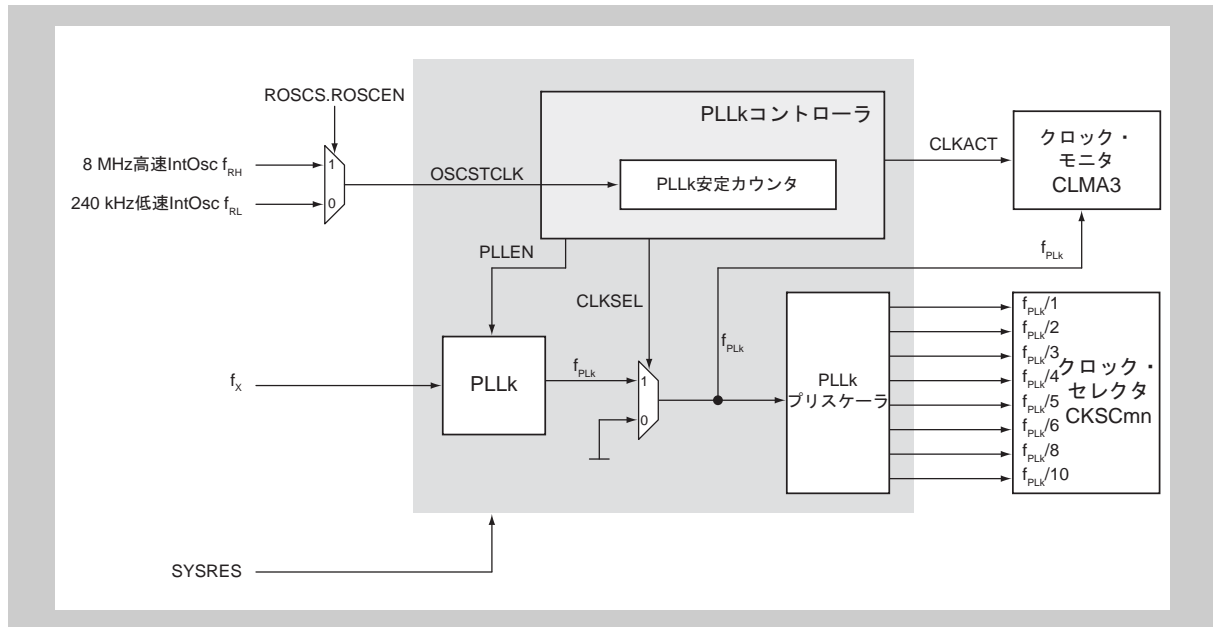 ROSCS.ROSCEN
8 MHz高速IntOsc fRH
240 kHz低速IntOsc fRL
1
0
OSCSTCLK
PLLkコントローラ
PLLk安定カウンタ
CLKACT
クロック・
モニタ
CLMA3
PLLEN
CLKSEL
fPLk
fX
PLLk
fPLk
1
0
fPLk
PLLk
プリスケーラ
fPLk/1
fPLk/2
fPLk/3
fPLk/4
fPLk/5
fPLk/6
fPLk/8
fPLk/10
クロック・
セレクタ
CKSCmn
SYSRES